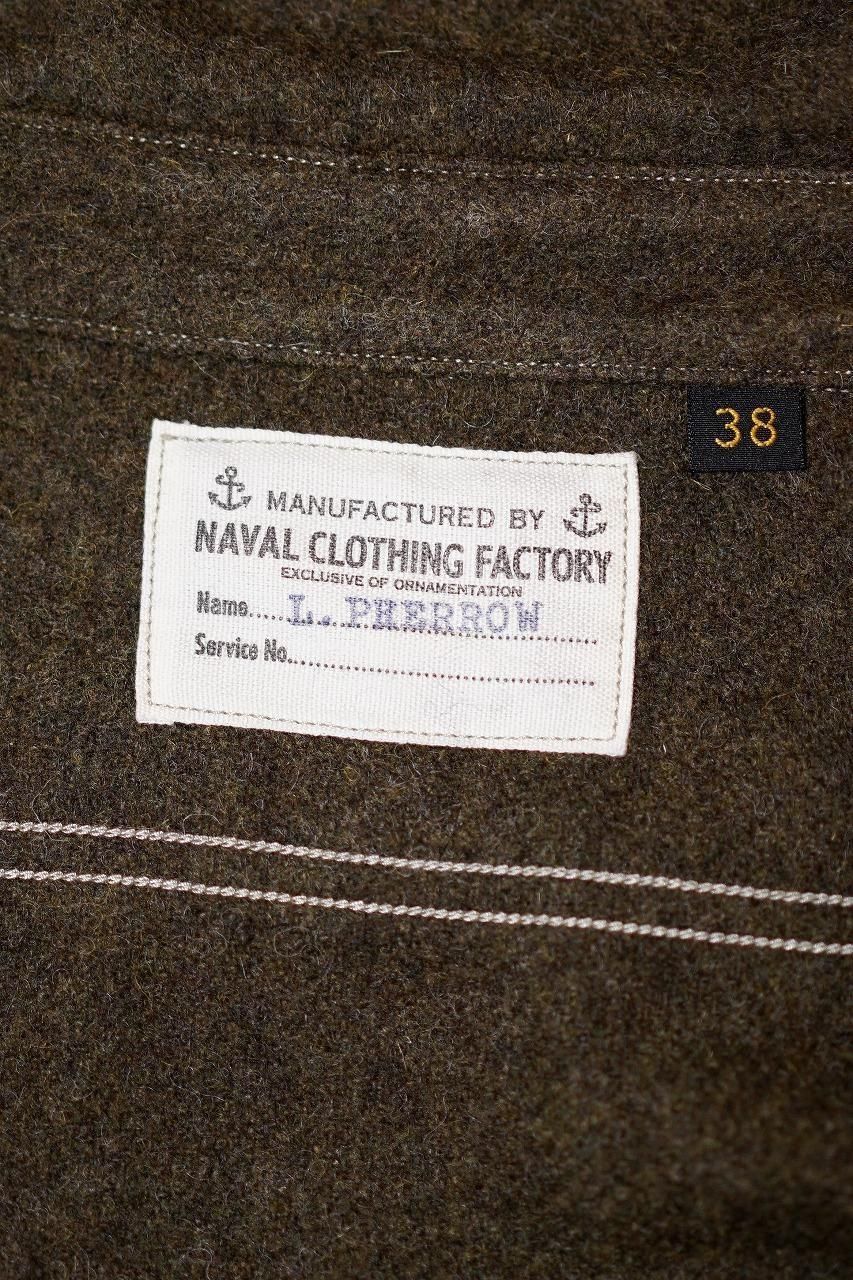 38
MANUFACTURED BY
NAVAL CLOTHING FACTORY
EXCLUSIVE OF ORNAMENTATION
Name.....L. PHERROW
Service No.